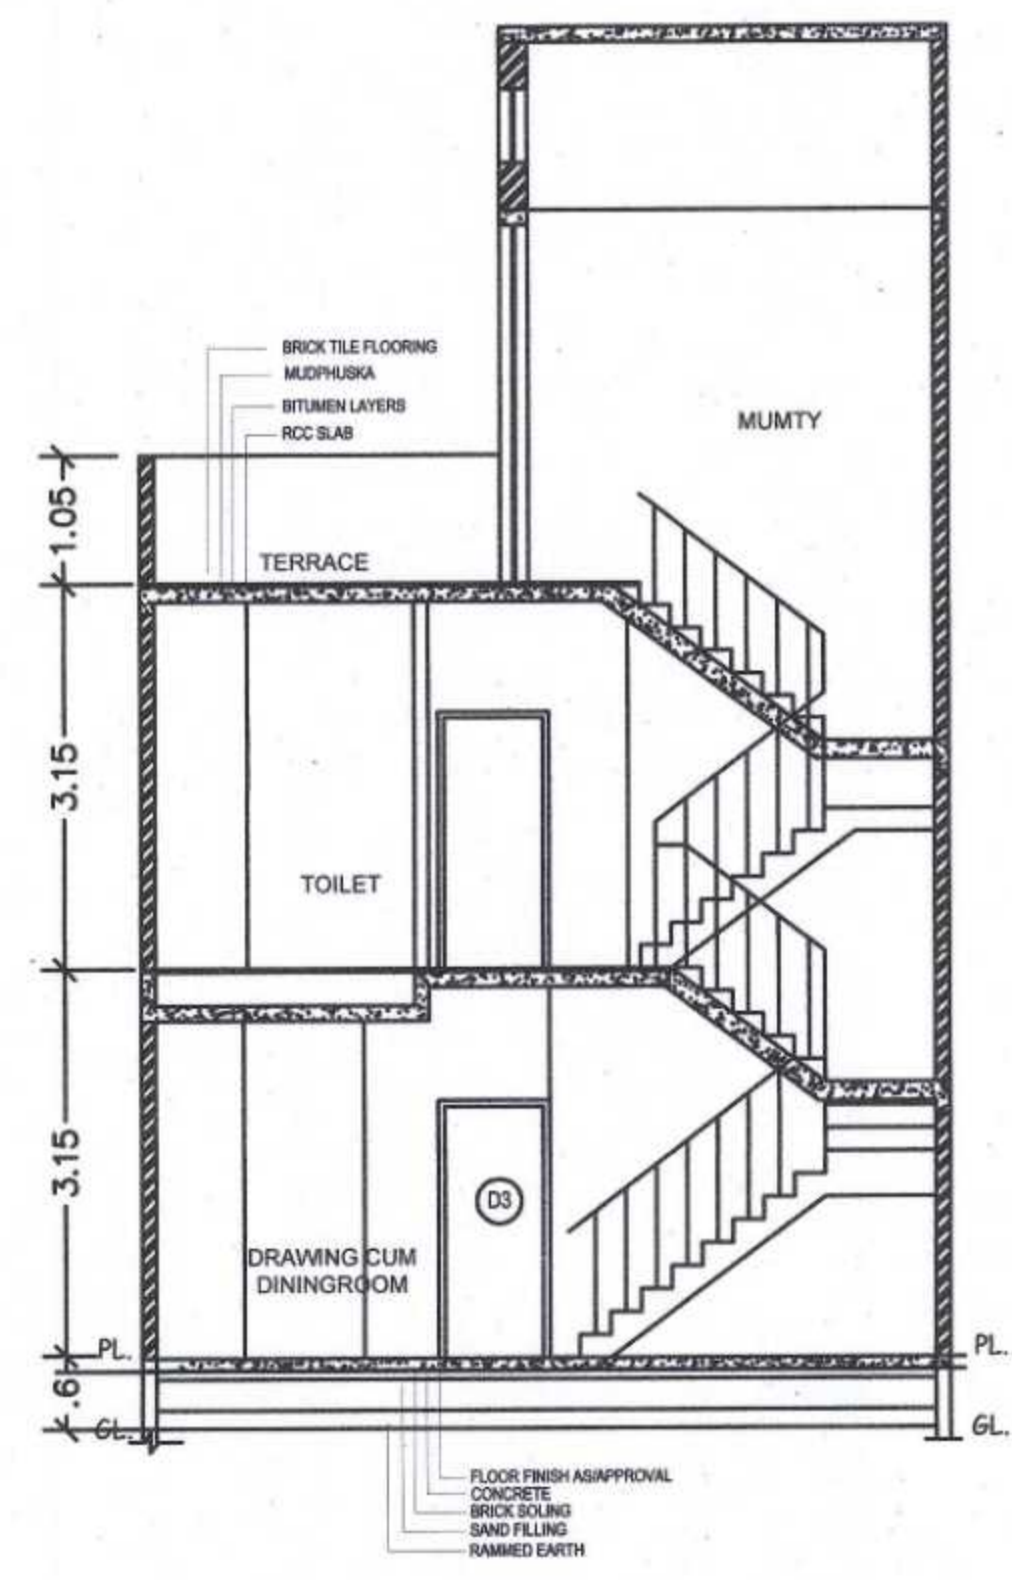 BRICK TILE FLOORING
MUDPHUSKA
BITUMEN LAYERS
RCC SLAB
MUMTY
1.05
TERRACE
3.15
TOILET
3.15
D3
DRAWING CUM
DININGROOM
PL.
PL.
.6
GL.
GL.
FLOOR FINISH AS/APPROVAL
CONCRETE
BRICK SOLING
SAND FILLING
RAMMED EARTH